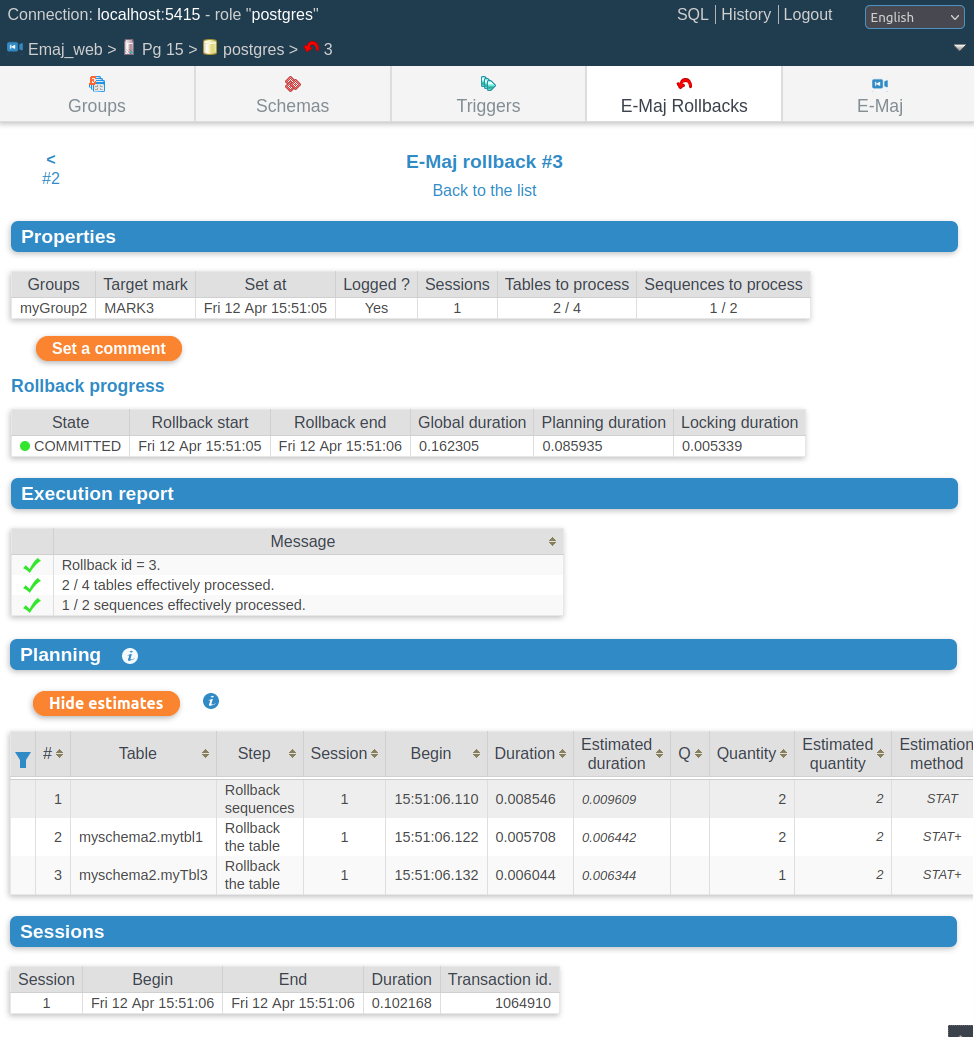 Connection: localhost:5415 - role "postgres"
SQL | History | Logout
English
Emaj_web > Pg 15 > postgres > 3
Groups
Schemas
Triggers
E-Maj Rollbacks
E-Maj
<
#2
E-Maj rollback #3
Back to the list
Properties
Groups Target mark Set at Logged ? Sessions Tables to process Sequences to process
myGroup2 MARK3 Fri 12 Apr 15:51:05 Yes 1 2 / 4 1 / 2
Set a comment
Rollback progress
State Rollback start Rollback end Global duration Planning duration Locking duration
COMMITTED Fri 12 Apr 15:51:05 Fri 12 Apr 15:51:06 0.162305 0.085935 0.005339
Execution report
Message
Rollback id = 3.
2 / 4 tables effectively processed.
1 / 2 sequences effectively processed.
Planning i
Hide estimates i
# Table Step Session Begin Duration Estimated duration Q Quantity Estimated quantity Estimation method
1 Rollback sequences 1 15:51:06.110 0.008546 0.009609 2 2 STAT
2 myschema2.mytbl1 Rollback the table 1 15:51:06.122 0.005708 0.006442 2 2 STAT+
3 myschema2.myTbl3 Rollback the table 1 15:51:06.132 0.006044 0.006344 1 2 STAT+
Sessions
Session Begin End Duration Transaction id.
1 Fri 12 Apr 15:51:06 Fri 12 Apr 15:51:06 0.102168 1064910